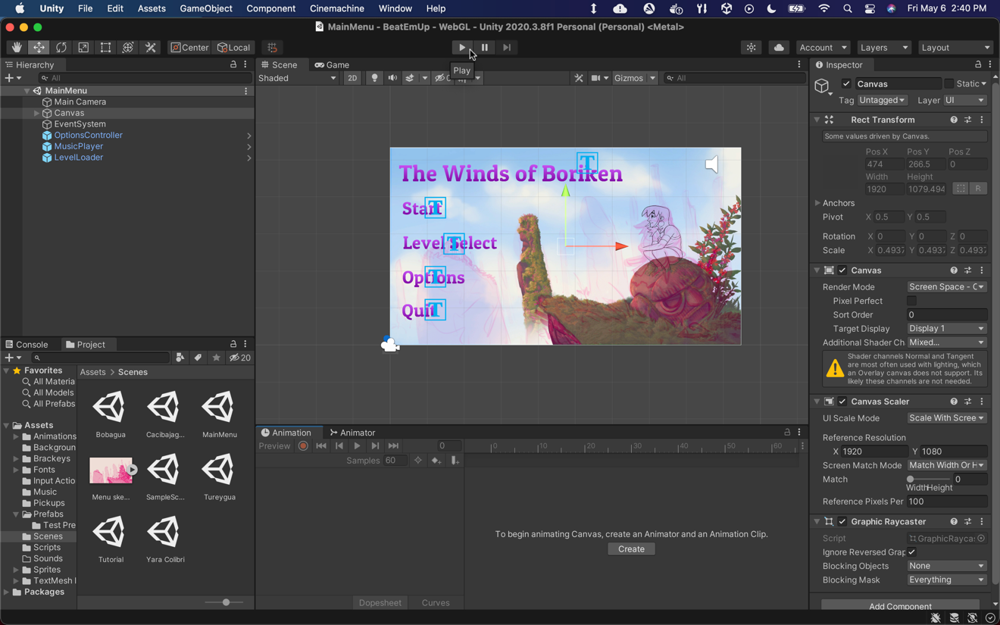 Unity File Edit Assets GameObject Component Cinemachine Window Help Fri May 6 2:40 PM
MainMenu - BeatEmUp - WebGL - Unity 2020.3.8f1 Personal (Personal) <Metal>
Center Local Account Layers Layout
Play
Hierarchy
All
MainMenu
Main Camera
Canvas
EventSystem
OptionsController
MusicPlayer
LevelLoader
Scene Game
Shaded 2D Gizmos All
The Winds of Boriken
Start
Level Select
Options
Quit
Console Project
20
Favorites
All Materia
All Models
All Prefabs
Assets
Animations
Backgroun
Brackeys
Fonts
Input Actio
Music
Pickups
Prefabs
Test Pre
Scenes
Scripts
Sounds
Sprites
TextMesh
Packages
Assets > Scenes
Bobagua Cacibajag... MainMenu
Menu ske... SampleSc... Tureygua
Tutorial Yara Colibri
Animation Animator
Preview 0
0 10 20 30 40 50 60
Samples 60
To begin animating Canvas, create an Animator and an Animation Clip.
Create
Dopesheet Curves
Inspector
Canvas Static
Tag Untagged Layer UI
Rect Transform
Some values driven by Canvas.
Pos X Pos Y Pos Z
474 266.5 0
Width Height
1920 1079.494 R
Anchors
Pivot X 0.5 Y 0.5
Rotation X 0 Y 0 Z 0
Scale X 0.4937 Y 0.4937 Z 0.4937
Canvas
Render Mode Screen Space - 
Pixel Perfect
Sort Order 0
Target Display Display 1
Additional Shader Ch Mixed...
Shader channels Normal and Tangent
are most often used with lighting, which
an Overlay canvas does not support. Its
likely these channels are not needed.
Canvas Scaler
UI Scale Mode Scale With Scree
Reference Resolution
X 1920 Y 1080
Screen Match Mode Match Width Or H
Match 0
Width Height
Reference Pixels Per 100
Graphic Raycaster
Script GraphicRaycas
Ignore Reversed Grap
Blocking Objects None
Blocking Mask Everything
Add Component